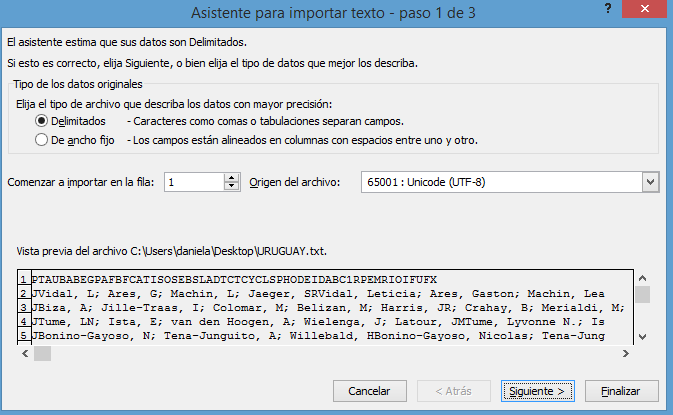 Asistente para importar texto - paso 1 de 3
? ×
El asistente estima que sus datos son Delimitados.
Si esto es correcto, elija Siguiente, o bien elija el tipo de datos que mejor los describa.
Tipo de los datos originales
Elija el tipo de archivo que describa los datos con mayor precisión:
Delimitados - Caracteres como comas o tabulaciones separan campos.
De ancho fijo - Los campos están alineados en columnas con espacios entre uno y otro.
Comenzar a importar en la fila: 1 Origen del archivo: 65001 : Unicode (UTF-8)
Vista previa del archivo C:\Users\daniela\Desktop\URUGUAY.txt.
1 PTAUBABEGPAFBFCATISOSEBSLADTCTCYCLSPHODEIDABC1RPEMRIOIFUFX
2 JVidal, L; Ares, G; Machin, L; Jaeger, SRVidal, Leticia; Ares, Gaston; Machin, Lea
3 JBiza, A; Jille-Traas, I; Colomar, M; Belizan, M; Harris, JR; Crahay, B; Merialdi, M;
4 JTume, LN; Ista, E; van den Hoogen, A; Wielenga, J; Latour, JMTume, Lyvonne N.; Is
5 JBonino-Gayoso, N; Tena-Junguito, A; Willebald, HBonino-Gayoso, Nicolas; Tena-Jung
Cancelar < Atrás Siguiente > Finalizar